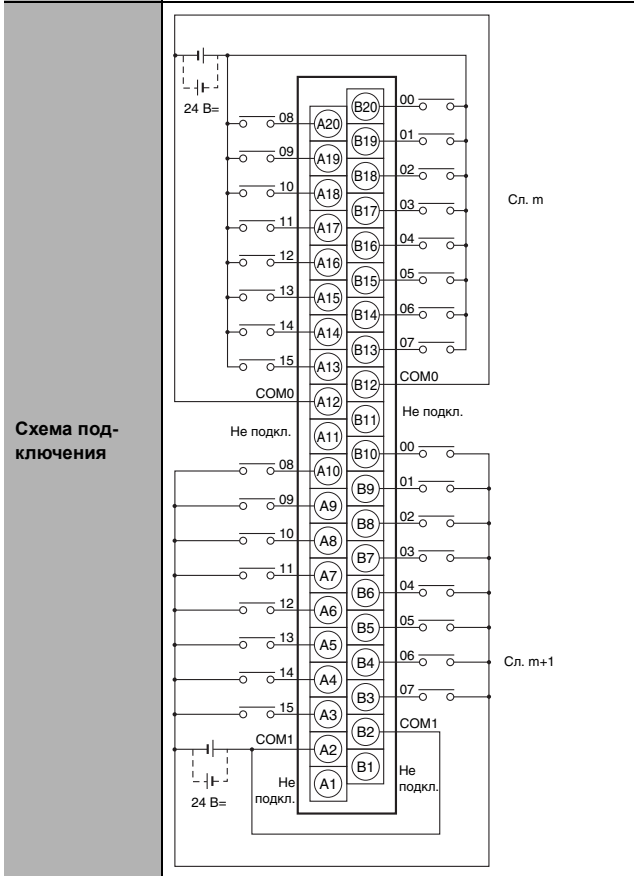 Схема под-
ключения
24 В=
08 A20 B20 00
09 A19 B19 01
10 A18 B18 02
11 A17 B17 03
12 A16 B16 04
13 A15 B15 05
14 A14 B14 06
15 A13 B13 07
COM0 A12 B12 COM0
Не подкл. A11 B11 Не подкл.
Сл. m
08 A10 B10 00
09 A9 B9 01
10 A8 B8 02
11 A7 B7 03
12 A6 B6 04
13 A5 B5 05
14 A4 B4 06
15 A3 B3 07
COM1 A2 B2 COM1
Не
подкл.
A1 B1
Не
подкл.
Сл. m+1
24 В=